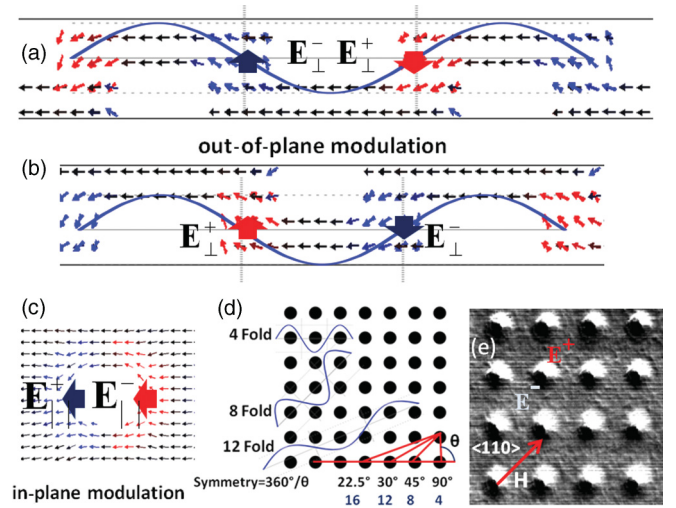 (a)
E⊥⁻ E⊥⁺
out-of-plane modulation
(b)
E⊥⁺ E⊥⁻
(c)
E||⁺ E||⁻
in-plane modulation
(d)
4 Fold
8 Fold
12 Fold
θ
Symmetry=360°/θ 22.5° 30° 45° 90°
16 12 8 4
(e)
E⁺
E⁻
<110>
H